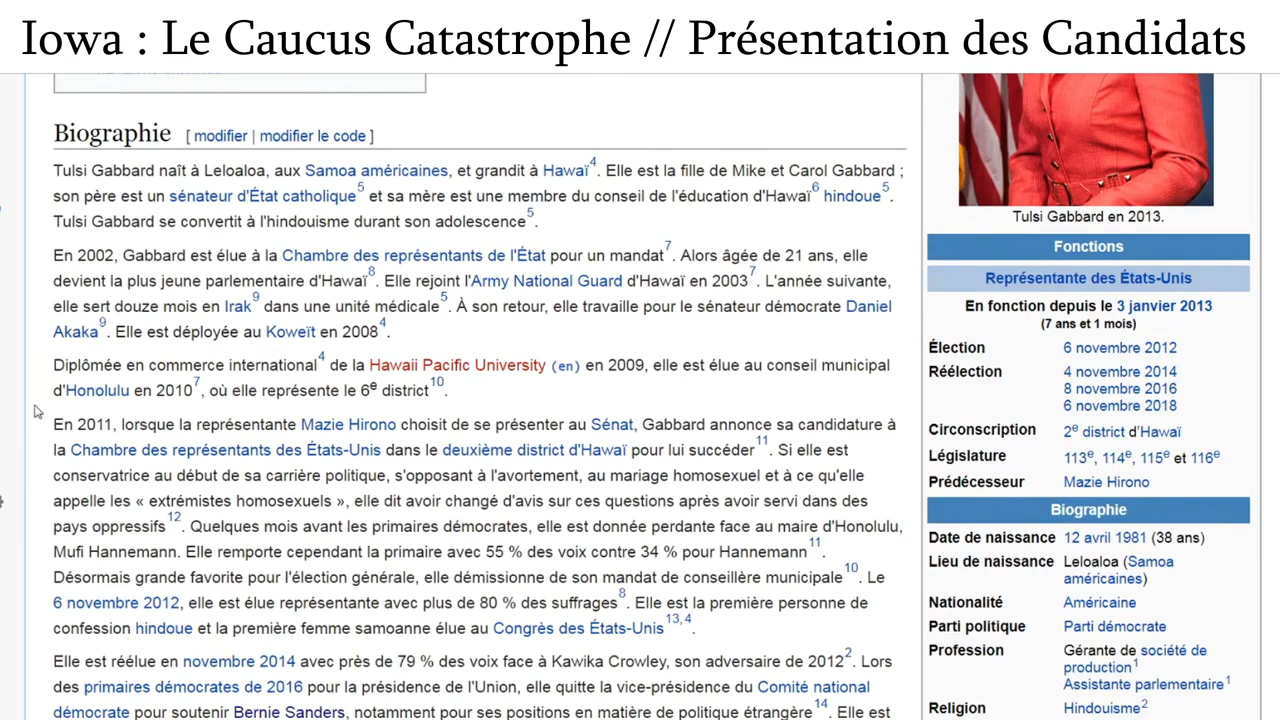 Iowa : Le Caucus Catastrophe // Présentation des Candidats
Biographie [ modifier | modifier le code ]
Tulsi Gabbard naît à Leloaloa, aux Samoa américaines, et grandit à Hawaï4. Elle est la fille de Mike et Carol Gabbard ;
son père est un sénateur d'État catholique5 et sa mère est une membre du conseil de l'éducation d'Hawaï6 hindoue5.
Tulsi Gabbard se convertit à l'hindouisme durant son adolescence5.
En 2002, Gabbard est élue à la Chambre des représentants de l'État pour un mandat7. Alors âgée de 21 ans, elle
devient la plus jeune parlementaire d'Hawaï8. Elle rejoint l'Army National Guard d'Hawaï en 20037. L'année suivante,
elle sert douze mois en Irak9 dans une unité médicale5. À son retour, elle travaille pour le sénateur démocrate Daniel
Akaka9. Elle est déployée au Koweït en 20084.
Diplômée en commerce international4 de la Hawaii Pacific University (en) en 2009, elle est élue au conseil municipal
d'Honolulu en 20107, où elle représente le 6e district10.
En 2011, lorsque la représentante Mazie Hirono choisit de se présenter au Sénat, Gabbard annonce sa candidature à
la Chambre des représentants des États-Unis dans le deuxième district d'Hawaï pour lui succéder11. Si elle est
conservatrice au début de sa carrière politique, s'opposant à l'avortement, au mariage homosexuel et à ce qu'elle
appelle les « extrémistes homosexuels », elle dit avoir changé d'avis sur ces questions après avoir servi dans des
pays oppressifs12. Quelques mois avant les primaires démocrates, elle est donnée perdante face au maire d'Honolulu,
Mufi Hannemann. Elle remporte cependant la primaire avec 55 % des voix contre 34 % pour Hannemann11.
Désormais grande favorite pour l'élection générale, elle démissionne de son mandat de conseillère municipale10. Le
6 novembre 2012, elle est élue représentante avec plus de 80 % des suffrages8. Elle est la première personne de
confession hindoue et la première femme samoanne élue au Congrès des États-Unis13,4.
Elle est réélue en novembre 2014 avec près de 79 % des voix face à Kawika Crowley, son adversaire de 20122. Lors
des primaires démocrates de 2016 pour la présidence de l'Union, elle quitte la vice-présidence du Comité national
démocrate pour soutenir Bernie Sanders, notamment pour ses positions en matière de politique étrangère14. Elle est
Tulsi Gabbard en 2013.
Fonctions
Représentante des États-Unis
En fonction depuis le 3 janvier 2013
(7 ans et 1 mois)
Élection 6 novembre 2012
Réélection 4 novembre 2014
8 novembre 2016
6 novembre 2018
Circonscription 2e district d'Hawaï
Législature 113e, 114e, 115e et 116e
Prédécesseur Mazie Hirono
Biographie
Date de naissance 12 avril 1981 (38 ans)
Lieu de naissance Leloaloa (Samoa
américaines)
Nationalité Américaine
Parti politique Parti démocrate
Profession Gérante de société de
production1
Assistante parlementaire1
Religion Hindouisme2